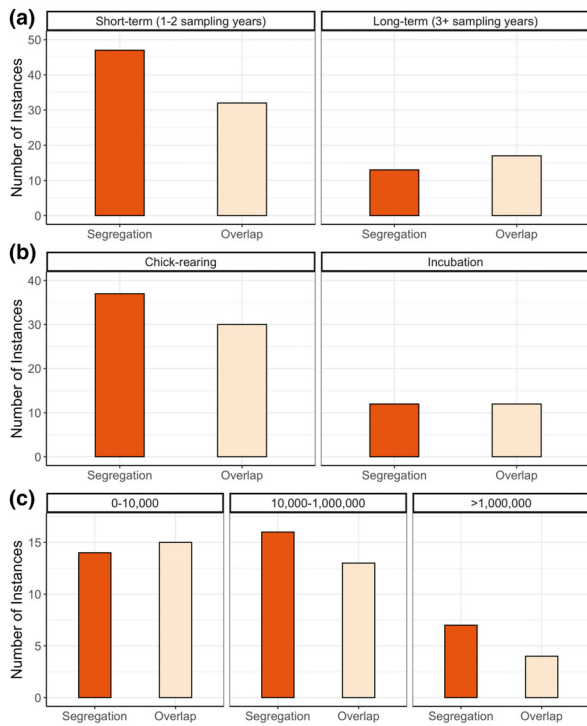 (a)
Short-term (1-2 sampling years) Long-term (3+ sampling years)
Number of Instances
50
40
30
20
10
0
Segregation Overlap Segregation Overlap
(b)
Chick-rearing Incubation
Number of Instances
40
30
20
10
0
Segregation Overlap Segregation Overlap
(c)
0-10,000 10,000-1,000,000 >1,000,000
Number of Instances
15
10
5
0
Segregation Overlap Segregation Overlap Segregation Overlap